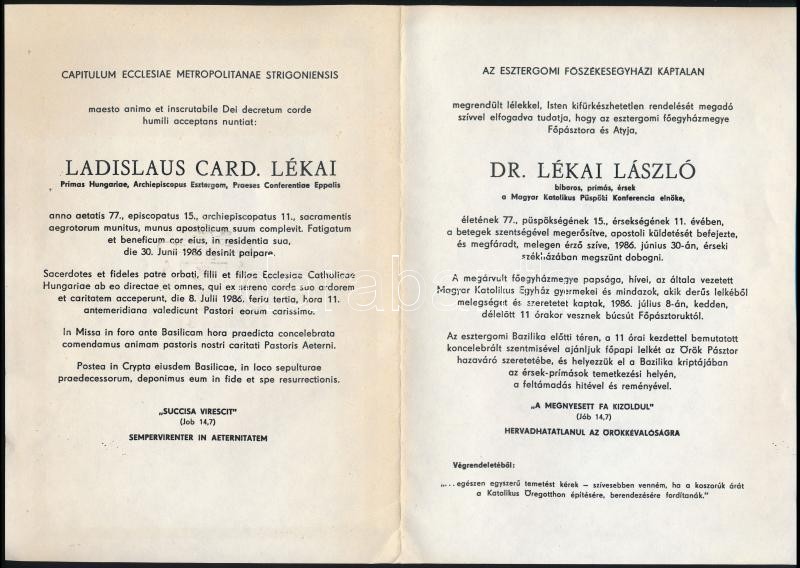 CAPITULUM ECCLESIAE METROPOLITANAE STRIGONIENSIS
maesto animo et inscrutabile Dei decretum corde
humili acceptans nuntiat:
LADISLAUS CARD. LÉKAI
Primas Hungariae, Archiepiscopus Esztergom, Praeses Conferentiae Eppalis
anno aetatis 77., episcopatus 15., archiepiscopatus 11., sacramentis
aegrotorum munitus, munus apostolicum suum complevit. Fatigatum
et beneficum cor eius, in residentia sua,
die 30. Junii 1986 desinit palpare.
Sacerdotes et fideles patre orbati, filii et filiae Ecclesiae Catholicae
Hungariae ab eo directae et omnes, qui ex sereno corde suo ardorem
et caritatem acceperunt, die 8. Julii 1986. feria tertia, hora 11.
antemeridiana valedicunt Pastori eorum carissimo.
In Missa in foro ante Basilicam hora praedicta concelebrata
comendamus animam pastoris nostri caritati Pastoris Aeterni.
Postea in Crypta eiusdem Basilicae, in loco sepulturae
praedecessorum, deponimus eum in fide et spe resurrectionis.
„SUCCISA VIRESCIT"
(Job 14,7)
SEMPERVIRENTER IN AETERNITATEM
AZ ESZTERGOMI FŐSZÉKESEGYHÁZI KÁPTALAN
megrendült lélekkel, Isten kifürkészhetetlen rendelését megadó
szívvel elfogadva tudatja, hogy az esztergomi főegyházmegye
Főpásztora és Atyja,
DR. LÉKAI LÁSZLÓ
bíboros, prímás, érsek
a Magyar Katolikus Püspöki Konferencia elnöke,
életének 77., püspökségének 15., érsekségének 11. évében,
a betegek szentségével megerősítve, apostoli küldetését befejezte,
és megfáradt, melegen érző szíve, 1986. június 30-án, érseki
székházában megszűnt dobogni.
A megárvult főegyházmegye papsága, hívei, az általa vezetett
Magyar Katolikus Egyház gyermekei és mindazok, akik derűs lelkéből
melegséget és szeretetet kaptak, 1986. július 8-án, kedden,
délelőtt 11 órakor vesznek búcsút Főpásztoruktól.
Az esztergomi Bazilika előtti téren, a 11 órai kezdettel bemutatott
koncelebrált szentmisével ajánljuk főpapi lelkét az Örök Pásztor
hazaváró szeretetébe, és helyezzük el a Bazilika kriptájában
az érsek-prímások temetkezési helyén,
a feltámadás hitével és reményével.
„A MEGNYESETT FA KIZÖLDUL"
(Jób 14,7)
HERVADHATATLANUL AZ ÖRÖKKÉVALÓSÁGRA
Végrendeletéből:
„... egészen egyszerű temetést kérek – szívesebben venném, ha a koszorúk árát
a Katolikus Öregotthon építésére, berendezésére fordítanák."